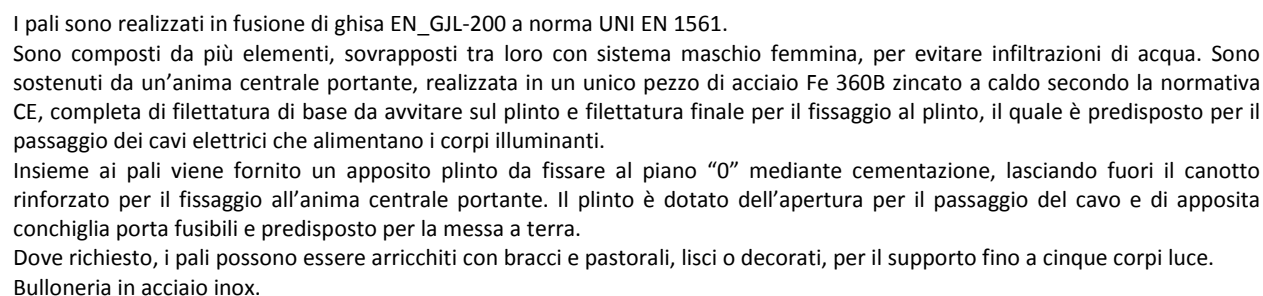 I pali sono realizzati in fusione di ghisa EN_GJL-200 a norma UNI EN 1561.
Sono composti da più elementi, sovrapposti tra loro con sistema maschio femmina, per evitare infiltrazioni di acqua. Sono
sostenuti da un'anima centrale portante, realizzata in un unico pezzo di acciaio Fe 360B zincato a caldo secondo la normativa
CE, completa di filettatura di base da avvitare sul plinto e filettatura finale per il fissaggio al plinto, il quale è predisposto per il
passaggio dei cavi elettrici che alimentano i corpi illuminanti.
Insieme ai pali viene fornito un apposito plinto da fissare al piano “0” mediante cementazione, lasciando fuori il canotto
rinforzato per il fissaggio all'anima centrale portante. Il plinto è dotato dell'apertura per il passaggio del cavo e di apposita
conchiglia porta fusibili e predisposto per la messa a terra.
Dove richiesto, i pali possono essere arricchiti con bracci e pastorali, lisci o decorati, per il supporto fino a cinque corpi luce.
Bulloneria in acciaio inox.